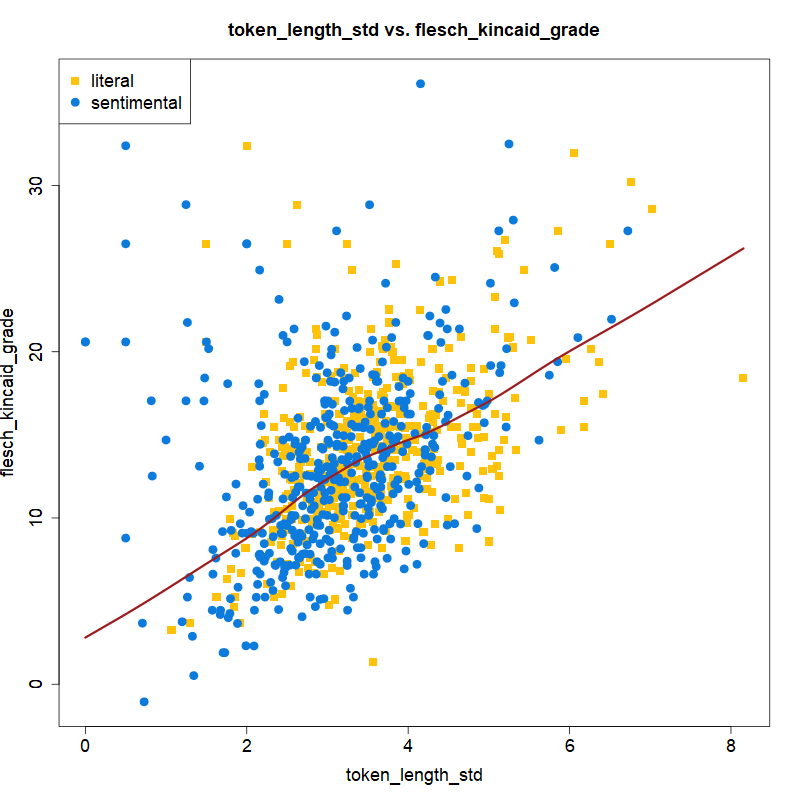 token_length_std vs. flesch_kincaid_grade
literal
sentimental
flesch_kincaid_grade
30
20
10
0
0 2 4 6 8
token_length_std